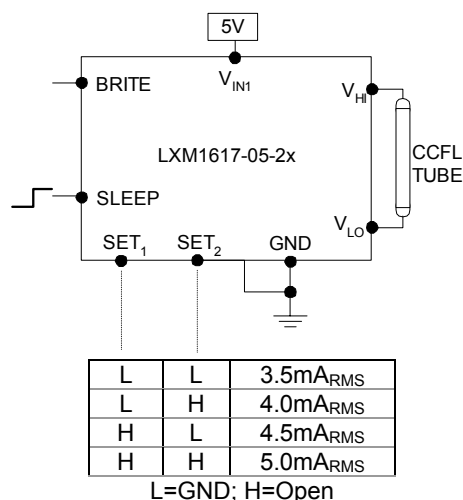 5V
BRITE
VIN1
VHI
LXM1617-05-2x
CCFL
TUBE
SLEEP
VLO
SET1
SET2
GND
L L 3.5mARMS
L H 4.0mARMS
H L 4.5mARMS
H H 5.0mARMS
L=GND; H=Open